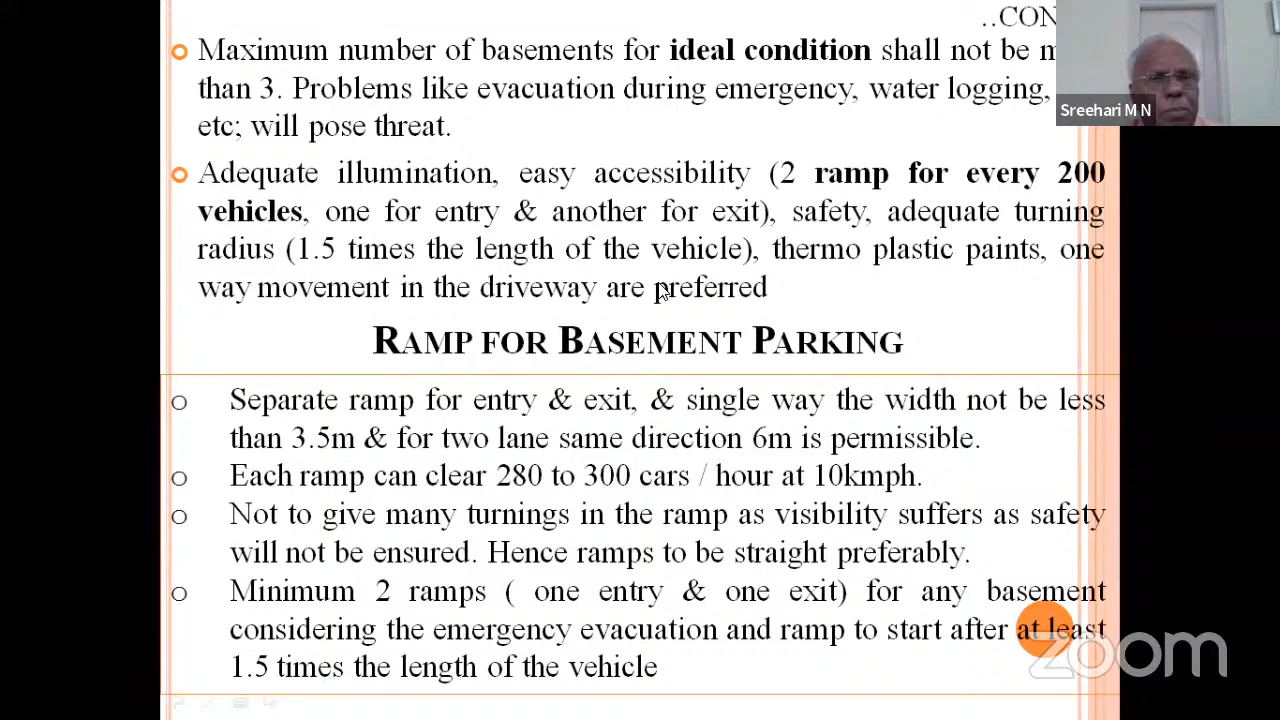 ..CON
Maximum number of basements for ideal condition shall not be
than 3. Problems like evacuation during emergency, water logging,
etc; will pose threat.
Sreehari M N
Adequate illumination, easy accessibility (2 ramp for every 200
vehicles, one for entry & another for exit), safety, adequate turning
radius (1.5 times the length of the vehicle), thermo plastic paints, one
way movement in the driveway are preferred
RAMP FOR BASEMENT PARKING
Separate ramp for entry & exit, & single way the width not be less
than 3.5m & for two lane same direction 6m is permissible.
Each ramp can clear 280 to 300 cars / hour at 10kmph.
Not to give many turnings in the ramp as visibility suffers as safety
will not be ensured. Hence ramps to be straight preferably.
Minimum 2 ramps ( one entry & one exit) for any basement
considering the emergency evacuation and ramp to start after at least
1.5 times the length of the vehicle
zoom